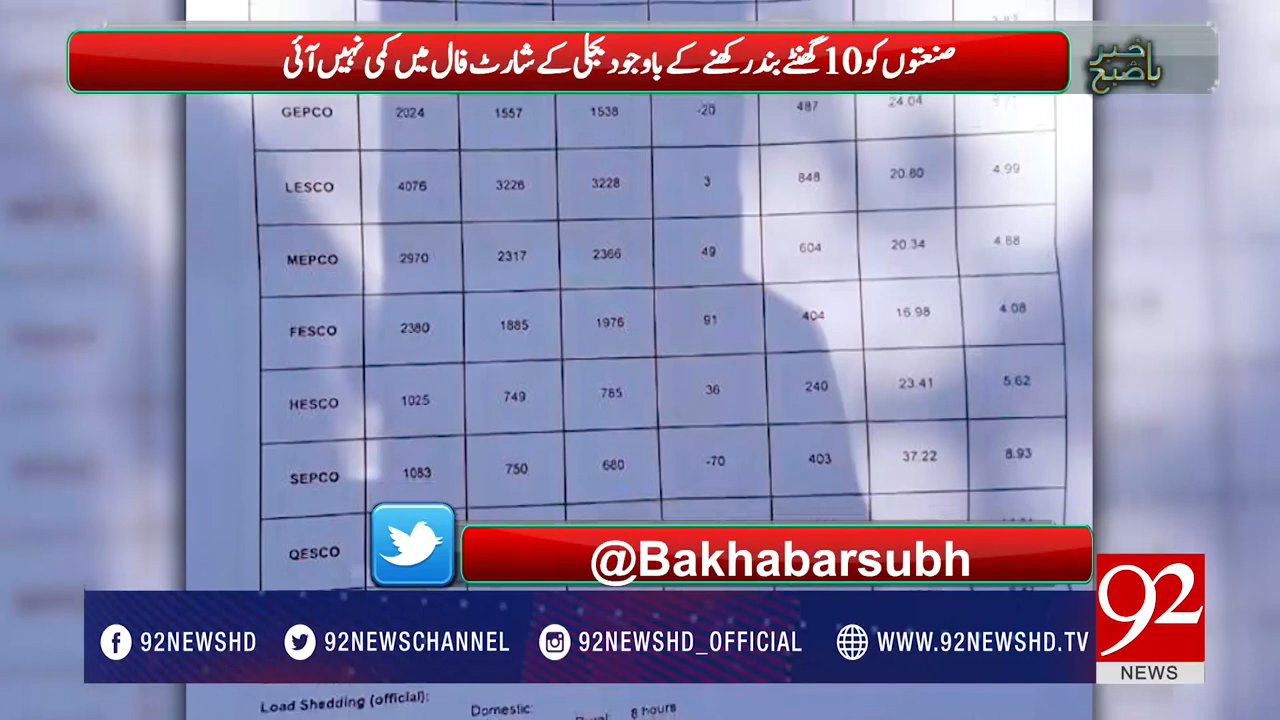 صنعتوں کو 10 گھنٹے بند رکھنے کے باوجود بجلی کے شارٹ فال میں کمی نہیں آئی
باخبر صبح
GEPCO 2024 1557 1538 -20 487 24.04
LESCO 4076 3226 3228 3 848 20.80 4.99
MEPCO 2970 2317 2366 49 604 20.34 4.88
FESCO 2380 1885 1976 91 404 16.98 4.08
HESCO 1025 749 785 36 240 23.41 5.62
SEPCO 1083 750 680 -70 403 37.22 8.93
QESCO
@Bakhabarsubh
92NEWSHD 92NEWSCHANNEL 92NEWSHD_OFFICIAL WWW.92NEWSHD.TV
92
NEWS
Load Shedding (official):
Domestic:
8 hours